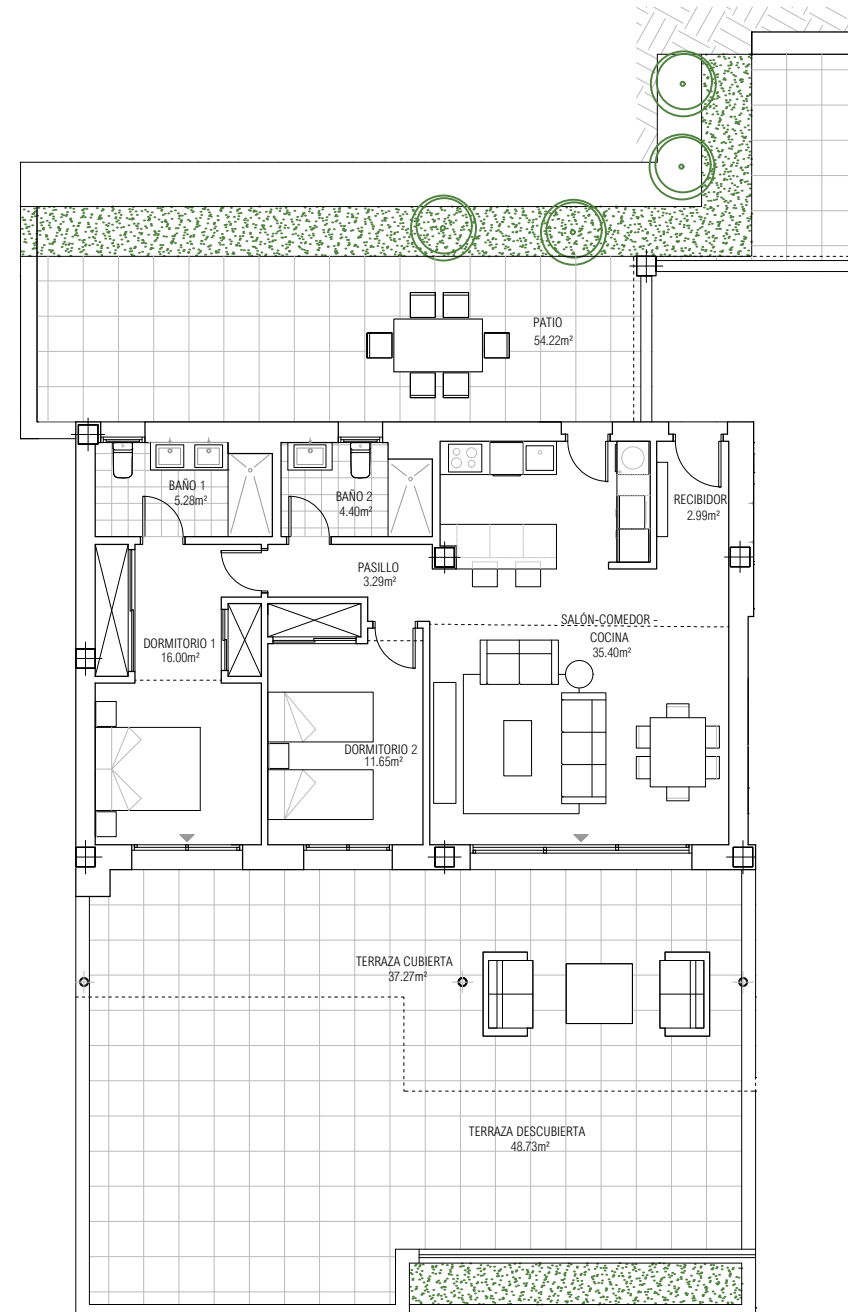 PATIO
54.22m²
BAÑO 1
5.28m²
BAÑO 2
4.40m²
RECIBIDOR
2.99m²
PASILLO
3.29m²
SALÓN-COMEDOR -
COCINA
35.40m²
DORMITORIO 1
16.00m²
DORMITORIO 2
11.65m²
TERRAZA CUBIERTA
37.27m²
TERRAZA DESCUBIERTA
48.73m²